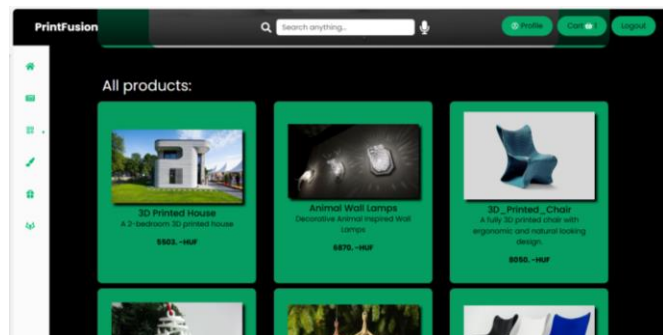 PrintFusion
Search anything...
Profile
Cart
Logout
All products:
3D Printed House
A 2-bedroom 3D printed house
5503. -HUF
Animal Wall Lamps
Decorative Animal Inspired Wall
Lamps
6870. -HUF
3D_Printed_Chair
A fully 3D printed chair with
ergonomic and natural looking
design.
9050. -HUF